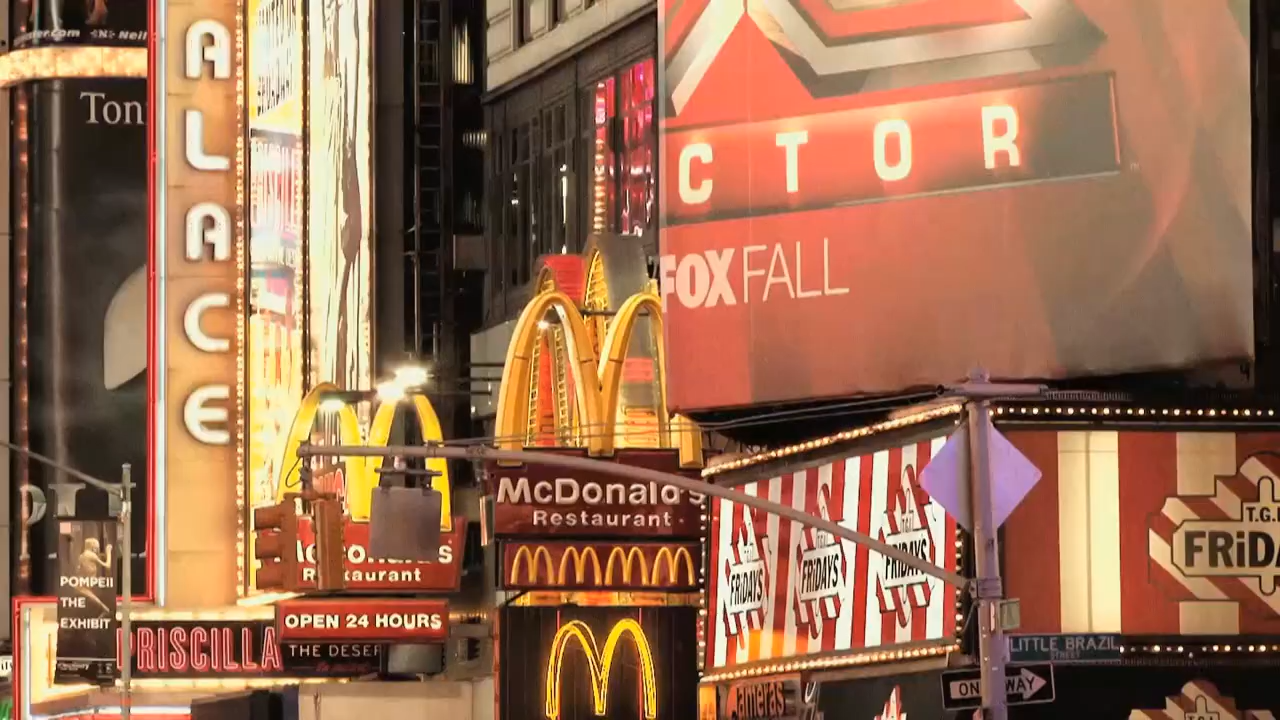 Ton
ALACE
CTOR
FOX FALL
McDonald's
Restaurant
Restaurant
OPEN 24 HOURS
POMPEII
THE
EXHIBIT
PRISCILLA
THE DESER
FRiDAYS
FRiDAYS
FRiDAYS
T.G.I
FRiDA
LITTLE BRAZIL
STREET
ONE WAY